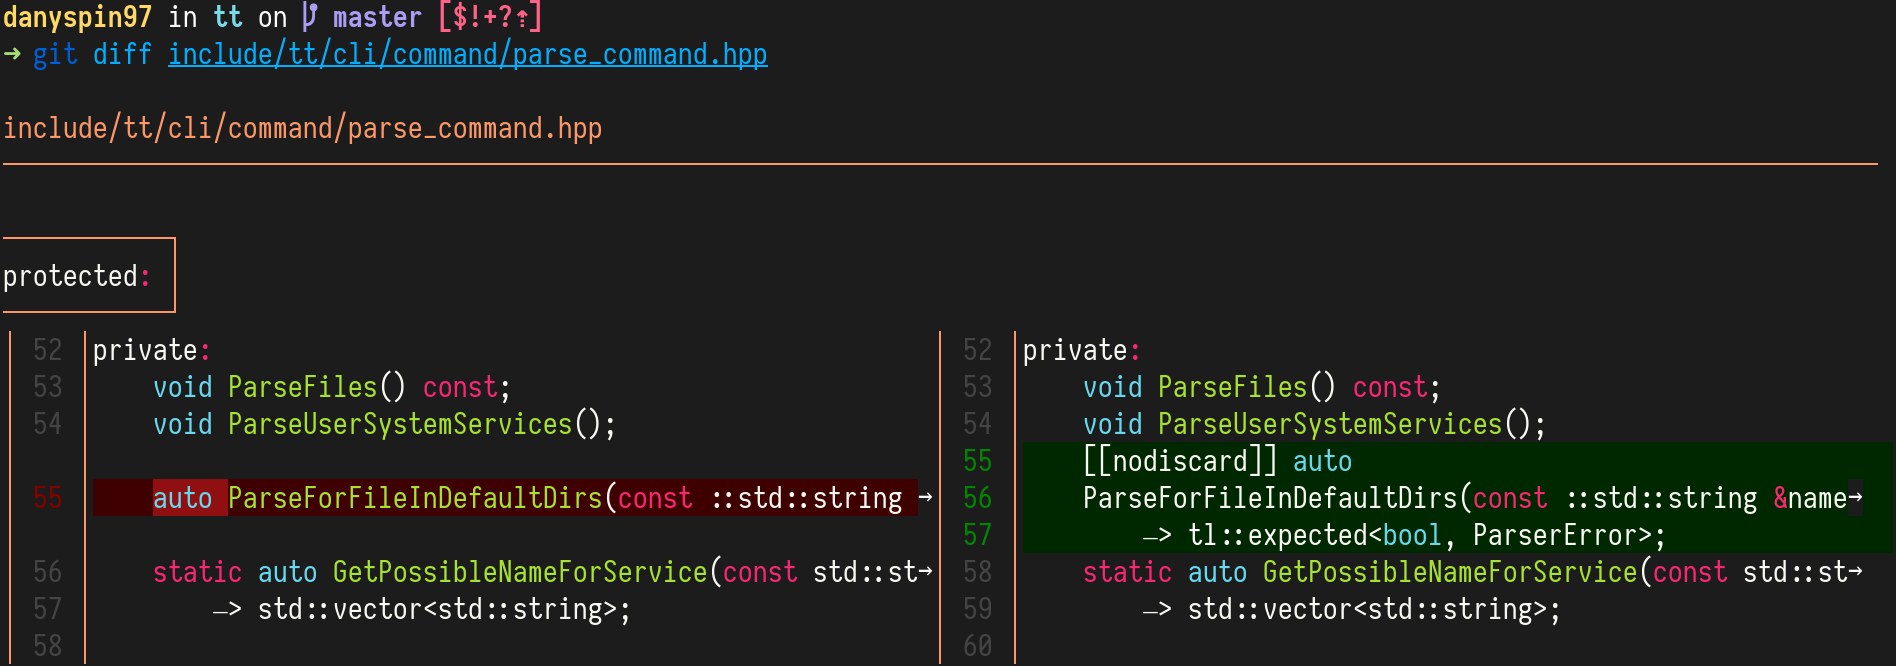 danyspin97 in tt on master [$!+?⇡]
➜ git diff include/tt/cli/command/parse_command.hpp
include/tt/cli/command/parse_command.hpp
protected:
52 private: 52 private:
53 void ParseFiles() const; 53 void ParseFiles() const;
54 void ParseUserSystemServices(); 54 void ParseUserSystemServices();
55 [[nodiscard]] auto
55 auto ParseForFileInDefaultDirs(const ::std::string → 56 ParseForFileInDefaultDirs(const ::std::string &name→
57 —> tl::expected<bool, ParserError>;
56 static auto GetPossibleNameForService(const std::st→ 58 static auto GetPossibleNameForService(const std::st→
57 —> std::vector<std::string>; 59 —> std::vector<std::string>;
58 60